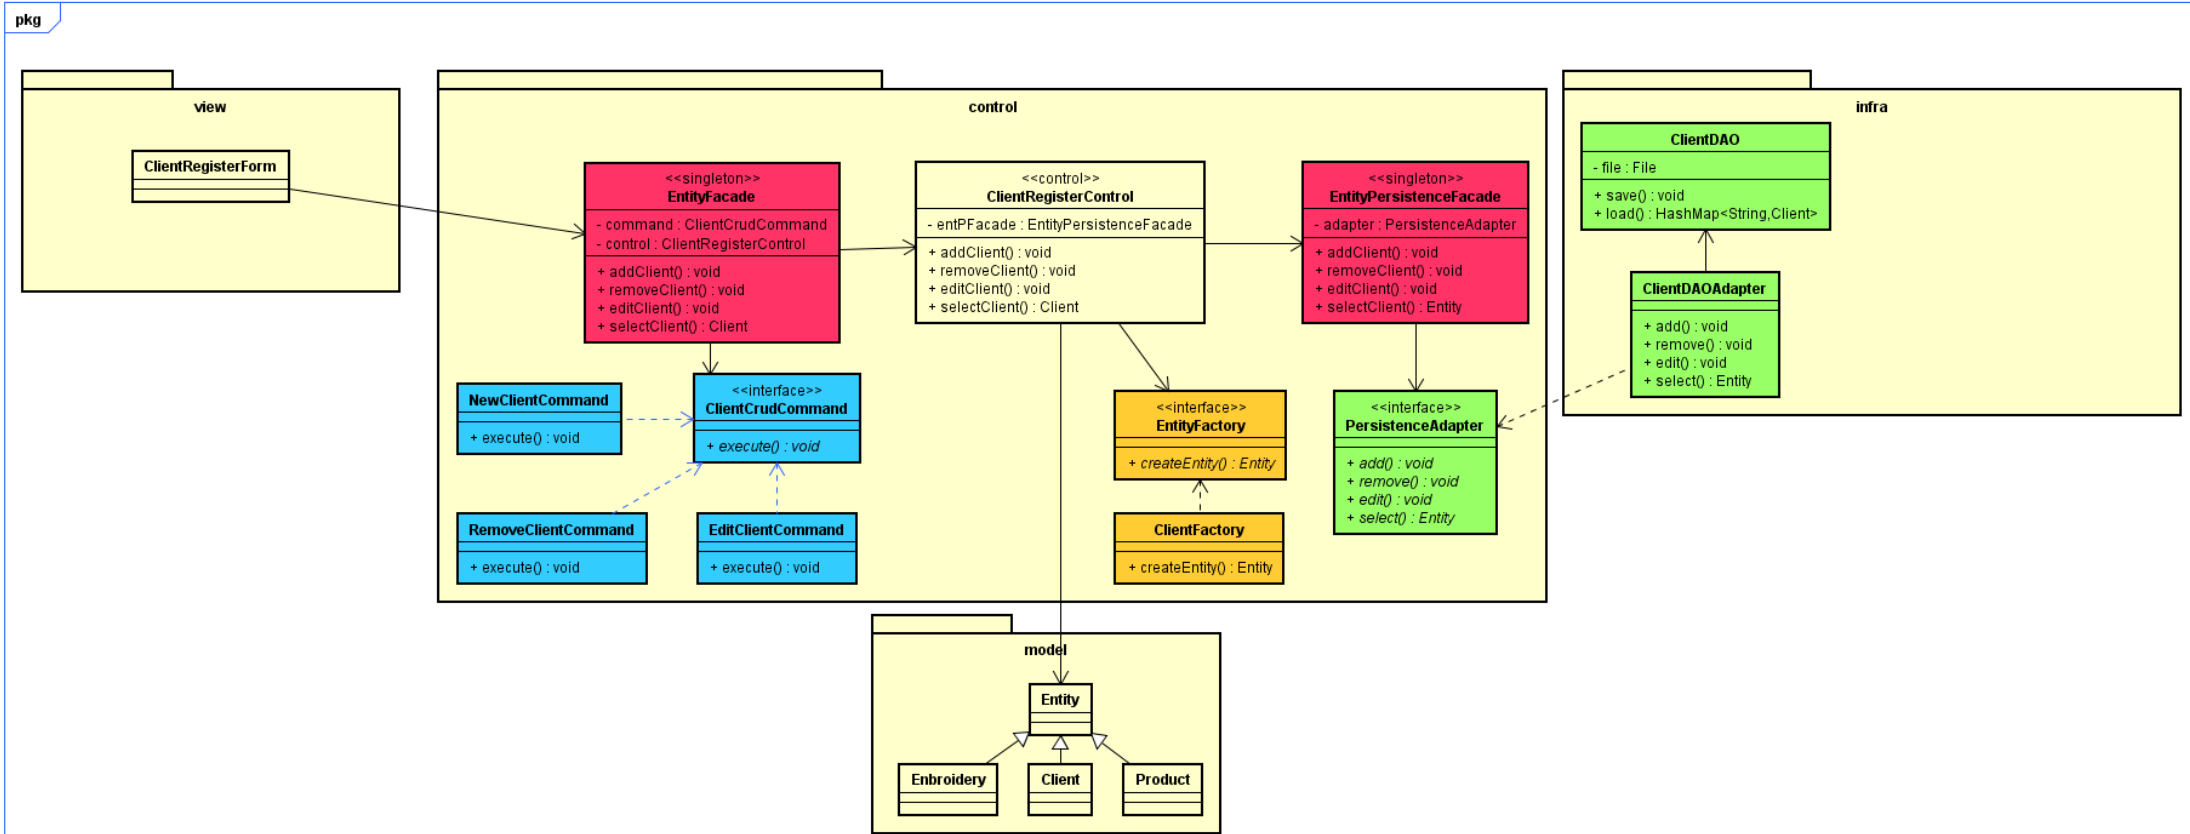 pkg
view
ClientRegisterForm
control
<<singleton>>
EntityFacade
- command : ClientCrudCommand
- control : ClientRegisterControl
+ addClient() : void
+ removeClient() : void
+ editClient() : void
+ selectClient() : Client
<<control>>
ClientRegisterControl
- entPFacade : EntityPersistenceFacade
+ addClient() : void
+ removeClient() : void
+ editClient() : void
+ selectClient() : Client
<<singleton>>
EntityPersistenceFacade
- adapter : PersistenceAdapter
+ addClient() : void
+ removeClient() : void
+ editClient() : void
+ selectClient() : Entity
NewClientCommand
+ execute() : void
<<interface>>
ClientCrudCommand
+ execute() : void
RemoveClientCommand
+ execute() : void
EditClientCommand
+ execute() : void
<<interface>>
EntityFactory
+ createEntity() : Entity
ClientFactory
+ createEntity() : Entity
<<interface>>
PersistenceAdapter
+ add() : void
+ remove() : void
+ edit() : void
+ select() : Entity
infra
ClientDAO
- file : File
+ save() : void
+ load() : HashMap<String,Client>
ClientDAOAdapter
+ add() : void
+ remove() : void
+ edit() : void
+ select() : Entity
model
Entity
Enbroidery
Client
Product